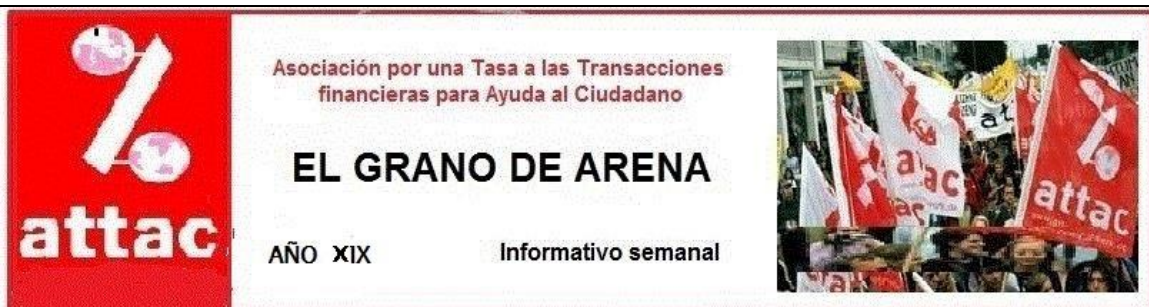 Asociación por una Tasa a las Transacciones
financieras para Ayuda al Ciudadano
EL GRANO DE ARENA
AÑO XIX
Informativo semanal
attac
attac
attac
at